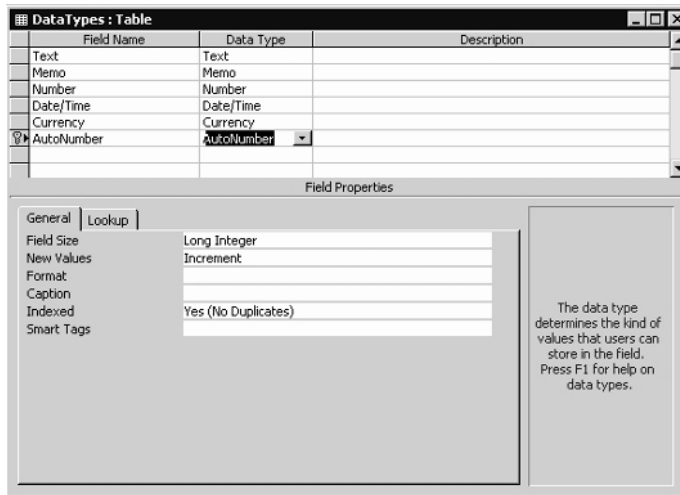 DataTypes : Table
Field Name Data Type Description
Text Text
Memo Memo
Number Number
Date/Time Date/Time
Currency Currency
AutoNumber AutoNumber
Field Properties
General Lookup
Field Size Long Integer
New Values Increment
Format
Caption
Indexed Yes (No Duplicates)
Smart Tags
The data type
determines the kind of
values that users can
store in the field.
Press F1 for help on
data types.